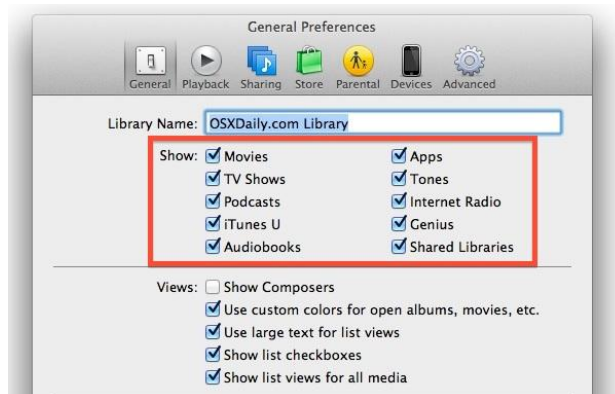 General Preferences
General Playback Sharing Store Parental Devices Advanced
Library Name: OSXDaily.com Library
Show: Movies Apps
TV Shows Tones
Podcasts Internet Radio
iTunes U Genius
Audiobooks Shared Libraries
Views: Show Composers
Use custom colors for open albums, movies, etc.
Use large text for list views
Show list checkboxes
Show list views for all media